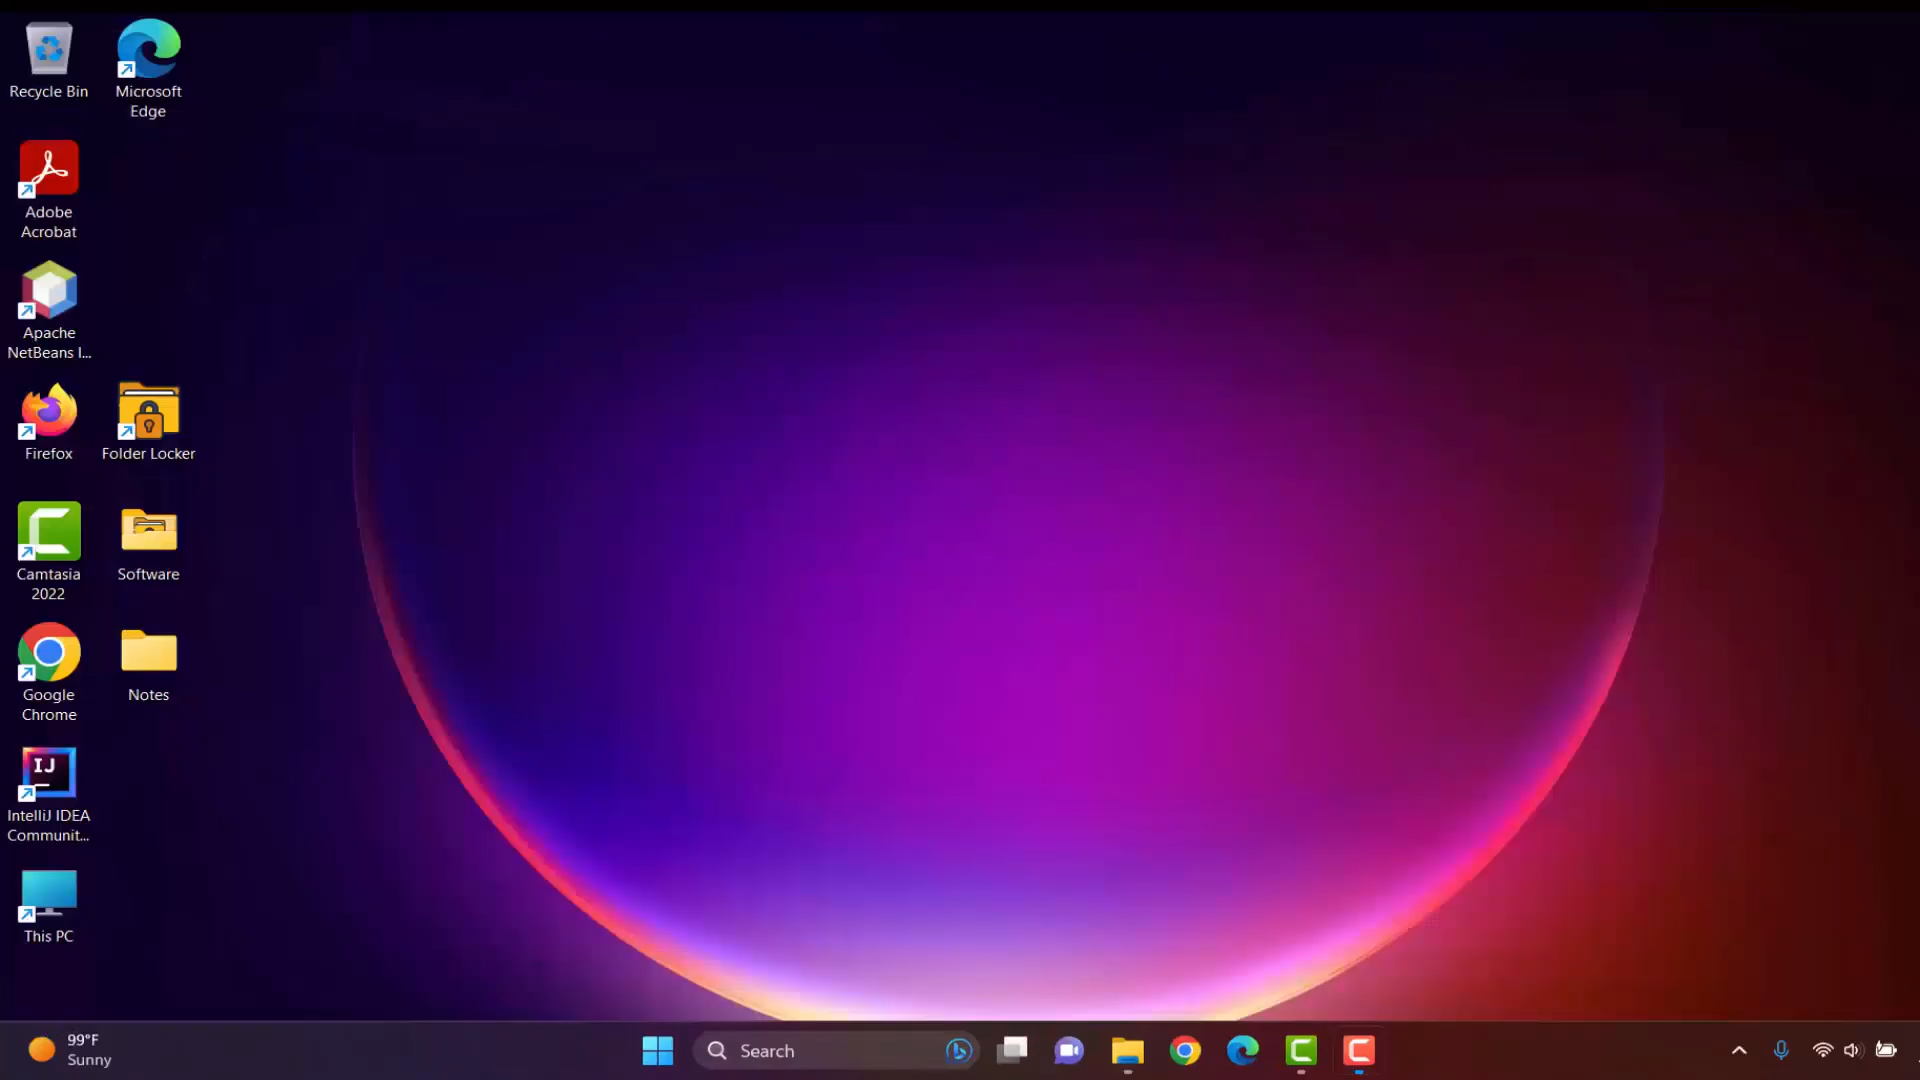 Recycle Bin
Microsoft
Edge
Adobe
Acrobat
Apache
NetBeans I...
Firefox
Folder Locker
Camtasia
2022
Software
Google
Chrome
Notes
IJ
IntelliJ IDEA
Communit...
This PC
99°F
Sunny
Search